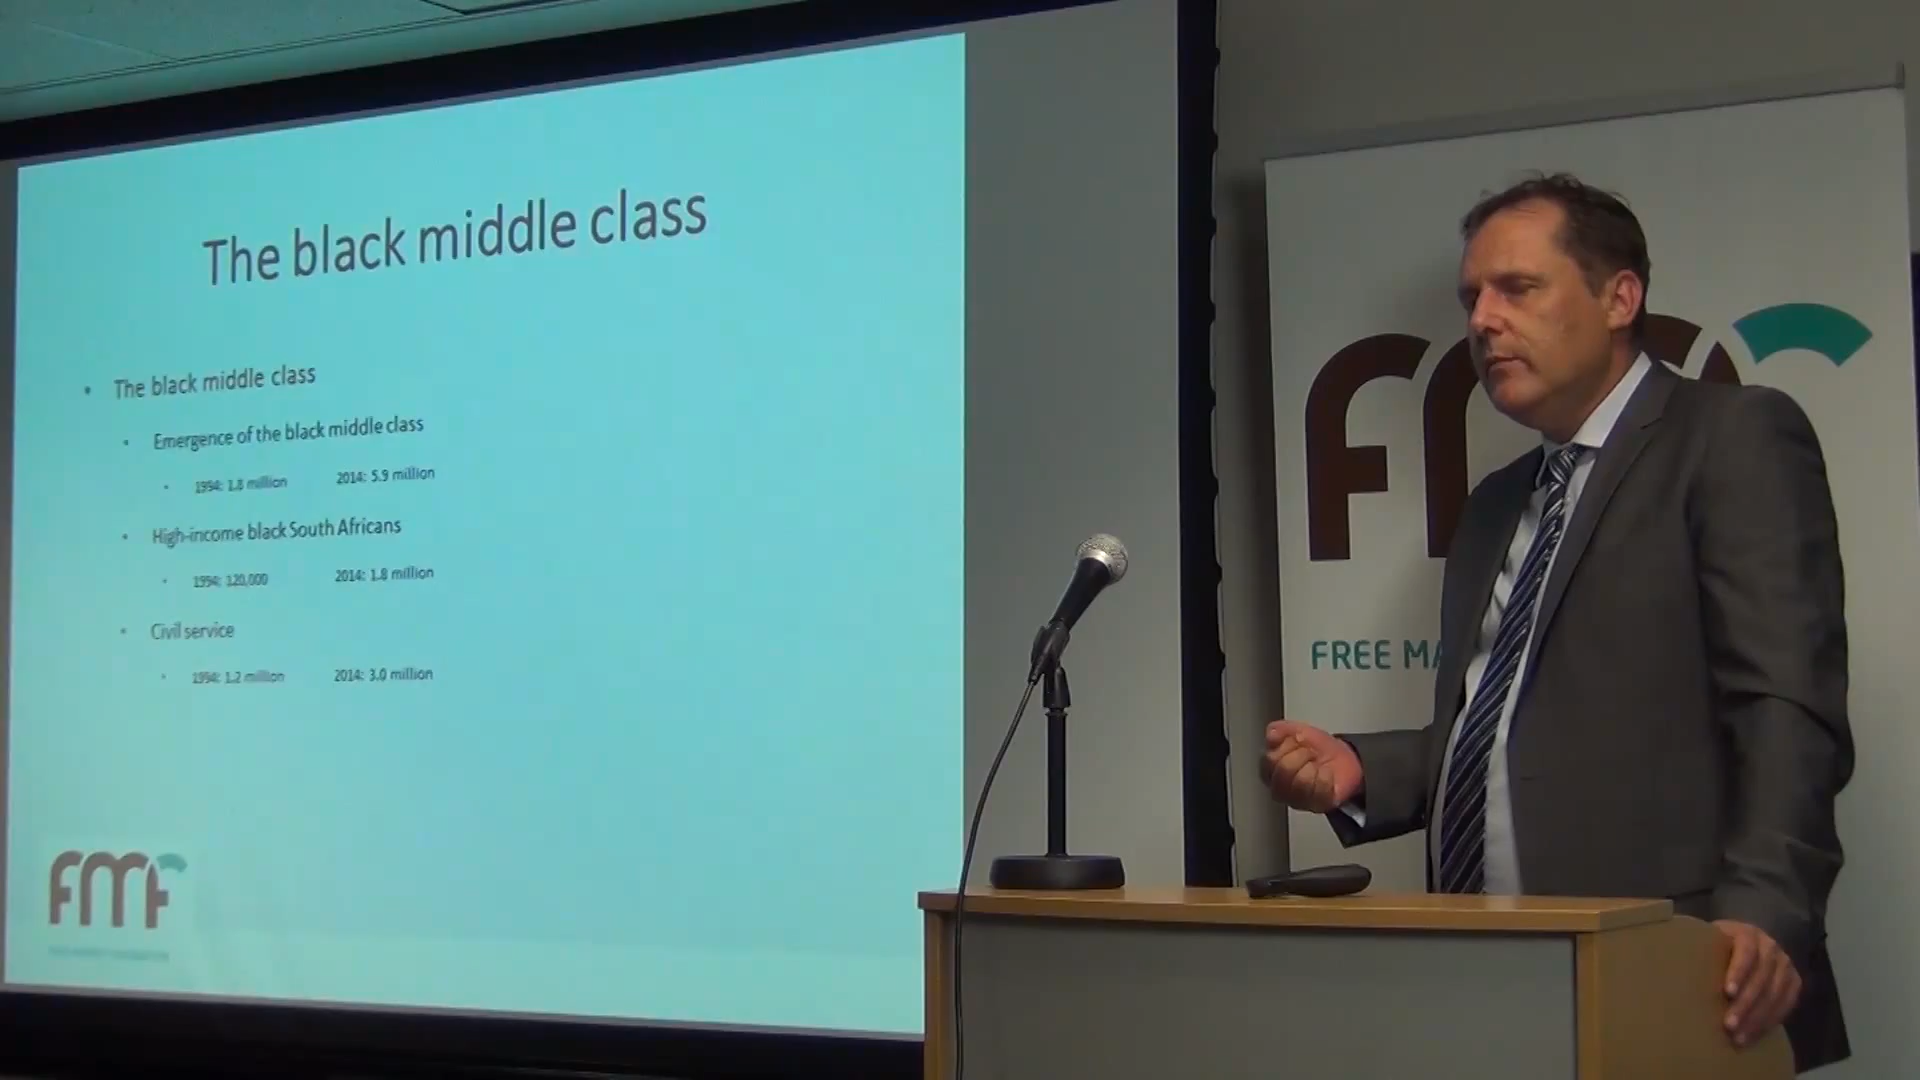 The black middle class
• The black middle class
• Emergence of the black middle class
• 1994: 1.8 million 2014: 5.9 million
• High-income black South Africans
• 1994: 120,000 2014: 1.8 million
• Civil service
• 1994: 1.2 million 2014: 3.0 million
FMF
FREE MA